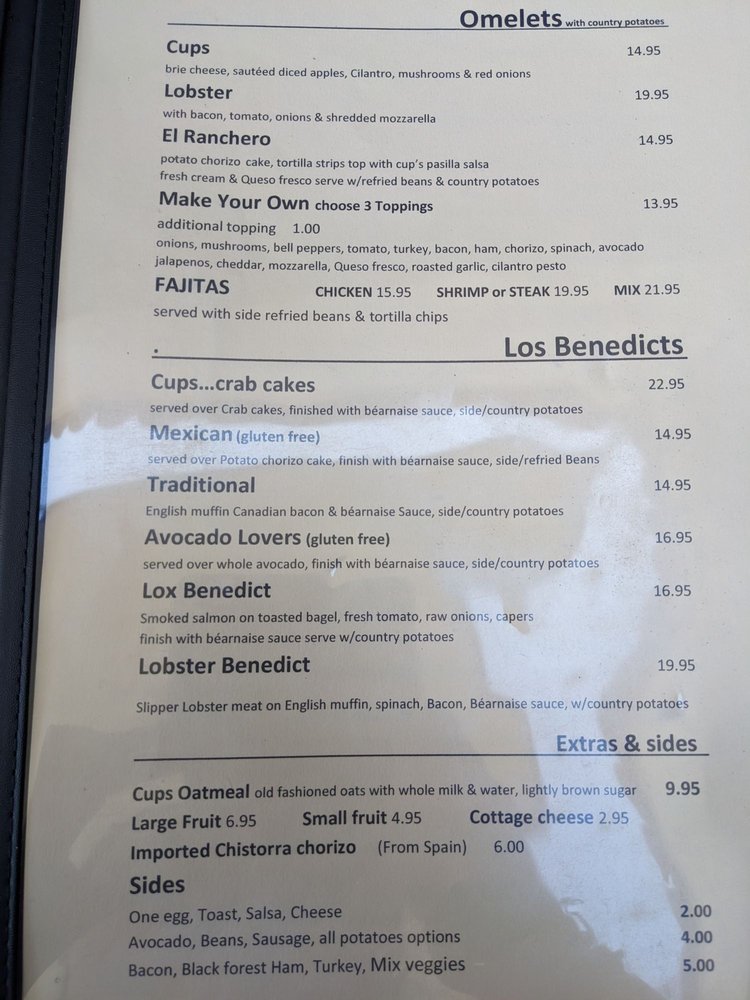 Omelets with country potatoes
Cups 14.95
brie cheese, sautéed diced apples, Cilantro, mushrooms & red onions
Lobster 19.95
with bacon, tomato, onions & shredded mozzarella
El Ranchero 14.95
potato chorizo cake, tortilla strips top with cup's pasilla salsa
fresh cream & Queso fresco serve w/refried beans & country potatoes
Make Your Own choose 3 Toppings 13.95
additional topping 1.00
onions, mushrooms, bell peppers, tomato, turkey, bacon, ham, chorizo, spinach, avocado
jalapenos, cheddar, mozzarella, Queso fresco, roasted garlic, cilantro pesto
FAJITAS CHICKEN 15.95 SHRIMP or STEAK 19.95 MIX 21.95
served with side refried beans & tortilla chips
. Los Benedicts
Cups...crab cakes 22.95
served over Crab cakes, finished with béarnaise sauce, side/country potatoes
Mexican (gluten free) 14.95
served over Potato chorizo cake, finish with béarnaise sauce, side/refried Beans
Traditional 14.95
English muffin Canadian bacon & béarnaise Sauce, side/country potatoes
Avocado Lovers (gluten free) 16.95
served over whole avocado, finish with béarnaise sauce, side/country potatoes
Lox Benedict 16.95
Smoked salmon on toasted bagel, fresh tomato, raw onions, capers
finish with béarnaise sauce serve w/country potatoes
Lobster Benedict 19.95
Slipper Lobster meat on English muffin, spinach, Bacon, Béarnaise sauce, w/country potatoes
Extras & sides
Cups Oatmeal old fashioned oats with whole milk & water, lightly brown sugar 9.95
Large Fruit 6.95 Small fruit 4.95 Cottage cheese 2.95
Imported Chistorra chorizo (From Spain) 6.00
Sides
One egg, Toast, Salsa, Cheese 2.00
Avocado, Beans, Sausage, all potatoes options 4.00
Bacon, Black forest Ham, Turkey, Mix veggies 5.00